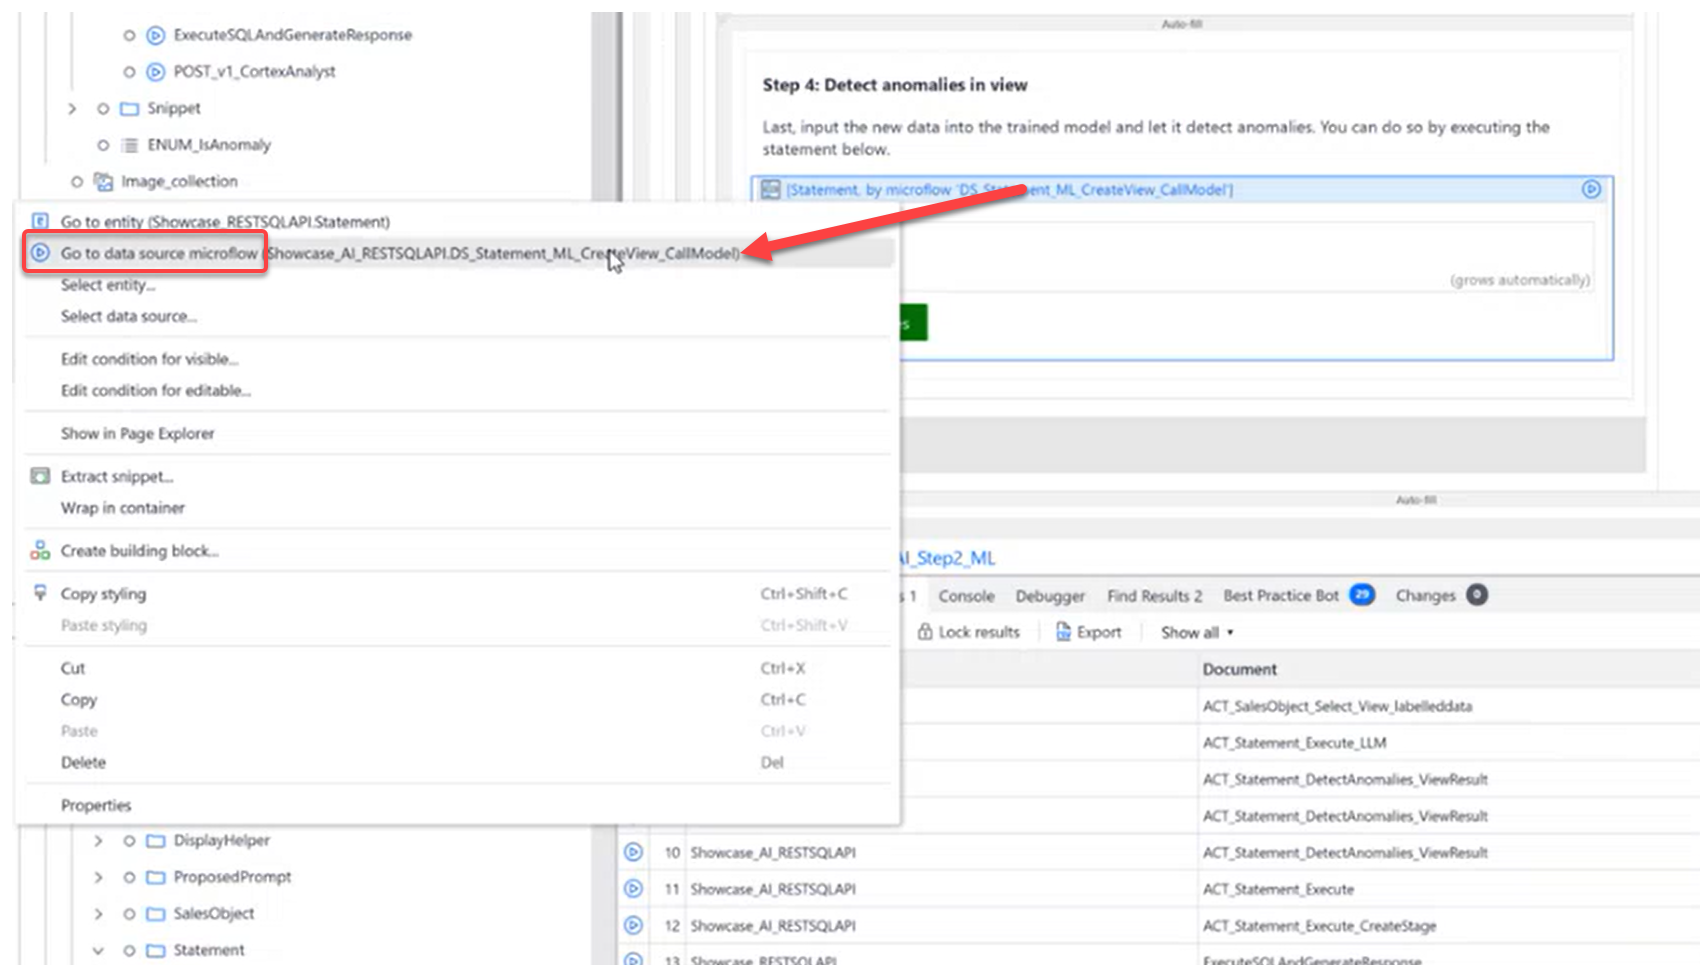 ExecuteSQLAndGenerateResponse
POST_v1_CortexAnalyst
Snippet
ENUM_IsAnomaly
Image_collection
Go to entity (Showcase_RESTSQLAPI.Statement)
Go to data source microflow (Showcase_AI_RESTSQLAPI.DS_Statement_ML_CreateView_CallModel)
Select entity...
Select data source...
Edit condition for visible...
Edit condition for editable...
Show in Page Explorer
Extract snippet...
Wrap in container
Create building block...
Copy styling Ctrl+Shift+C
Paste styling Ctrl+Shift+V
Cut Ctrl+X
Copy Ctrl+C
Paste Ctrl+V
Delete Del
Properties
DisplayHelper
ProposedPrompt
SalesObject
Statement
Auto-fill
Step 4: Detect anomalies in view
Last, input the new data into the trained model and let it detect anomalies. You can do so by executing the
statement below.
[Statement, by microflow 'DS_Statement_ML_CreateView_CallModel']
(grows automatically)
s
Auto-fill
AI_Step2_ML
s 1 Console Debugger Find Results 2 Best Practice Bot 29 Changes 0
Lock results Export Show all
Document
ACT_SalesObject_Select_View_labelleddata
ACT_Statement_Execute_LLM
ACT_Statement_DetectAnomalies_ViewResult
ACT_Statement_DetectAnomalies_ViewResult
10 Showcase_AI_RESTSQLAPI ACT_Statement_DetectAnomalies_ViewResult
11 Showcase_AI_RESTSQLAPI ACT_Statement_Execute
12 Showcase_AI_RESTSQLAPI ACT_Statement_Execute_CreateStage
13 Showcase_RESTSQLAPI ExecuteSQLAndGenerateResponse